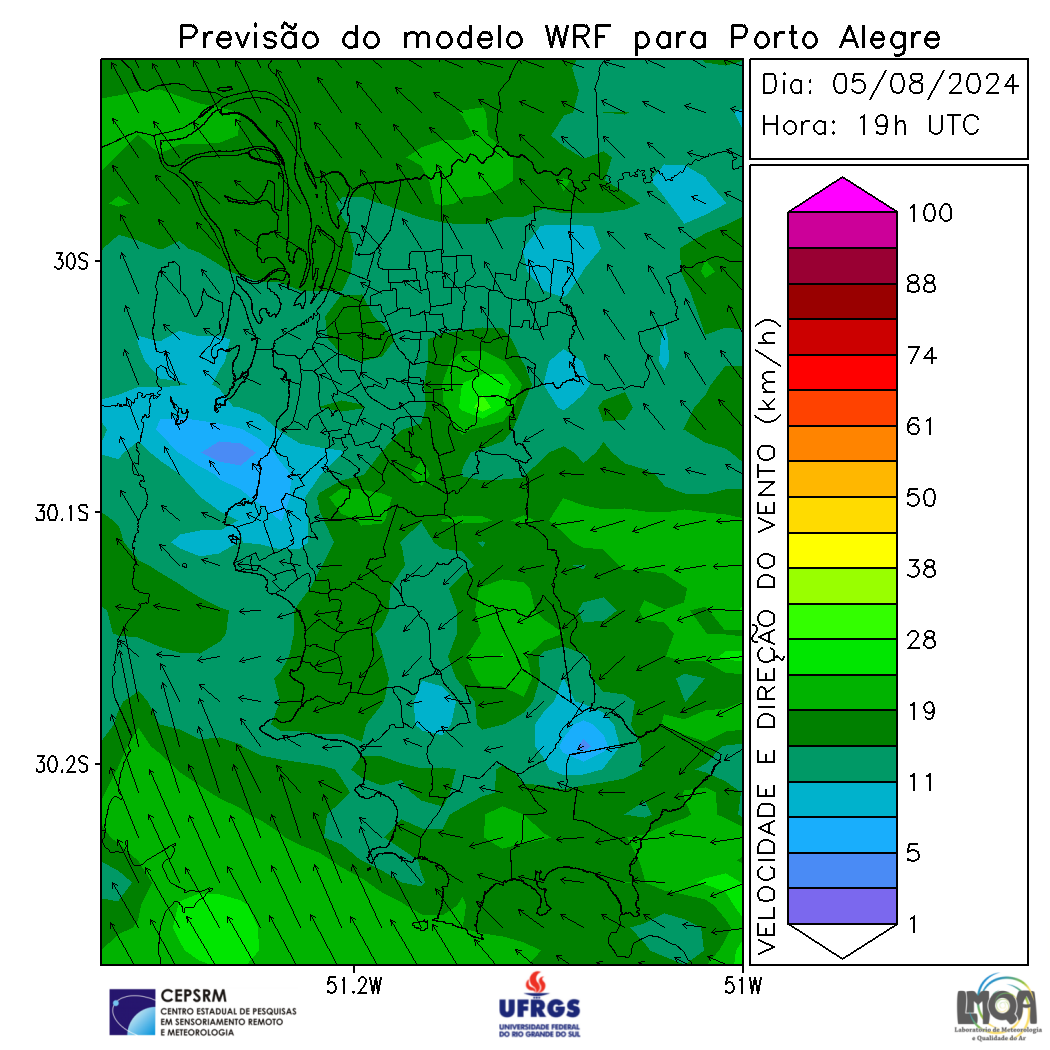 Previsão do modelo WRF para Porto Alegre
Dia: 05/08/2024
Hora: 19h UTC
30S
30.1S
30.2S
51.2W
51W
VELOCIDADE E DIREÇÃO DO VENTO (km/h)
100
88
74
61
50
38
28
19
11
5
1
CEPSRM
CENTRO ESTADUAL DE PESQUISAS
EM SENSORIAMENTO REMOTO
E METEOROLOGIA
UFRGS
UNIVERSIDADE FEDERAL
DO RIO GRANDE DO SUL
LMQA
Laboratório de Meteorologia
e Qualidade do Ar